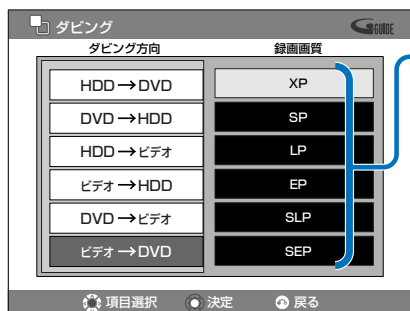 ダビング
G GUIDE
ダビング方向 録画画質
HDD→DVD XP
DVD→HDD SP
HDD→ビデオ LP
ビデオ→HDD EP
DVD→ビデオ SLP
ビデオ→DVD SEP
項目選択 決定 戻る